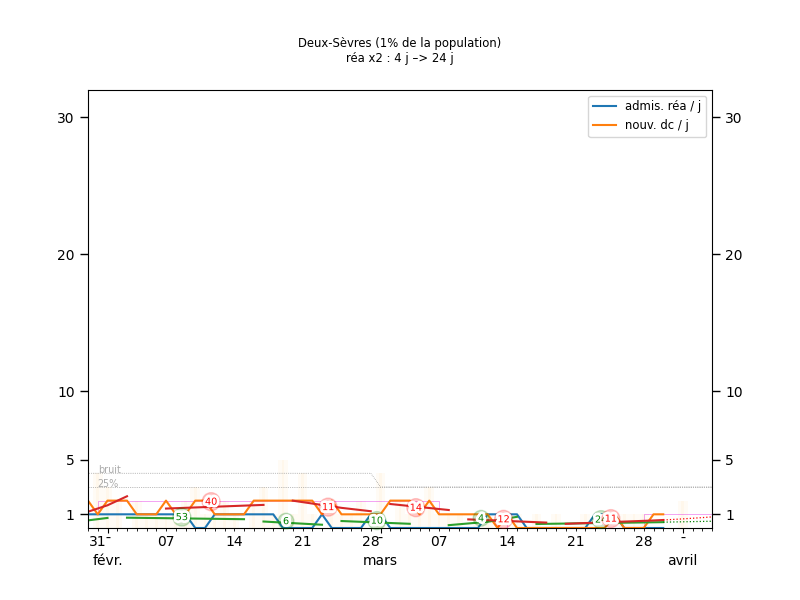 Deux-Sèvres (1% de la population)
réa x2 : 4 j –> 24 j
admis. réa / j
nouv. dc / j
30 30
20 20
10 10
5 5
1 1
bruit
25%
53 40 6 11 10 14 4 12 2 11
31 07 14 21 28 07 14 21 28
févr. mars avril